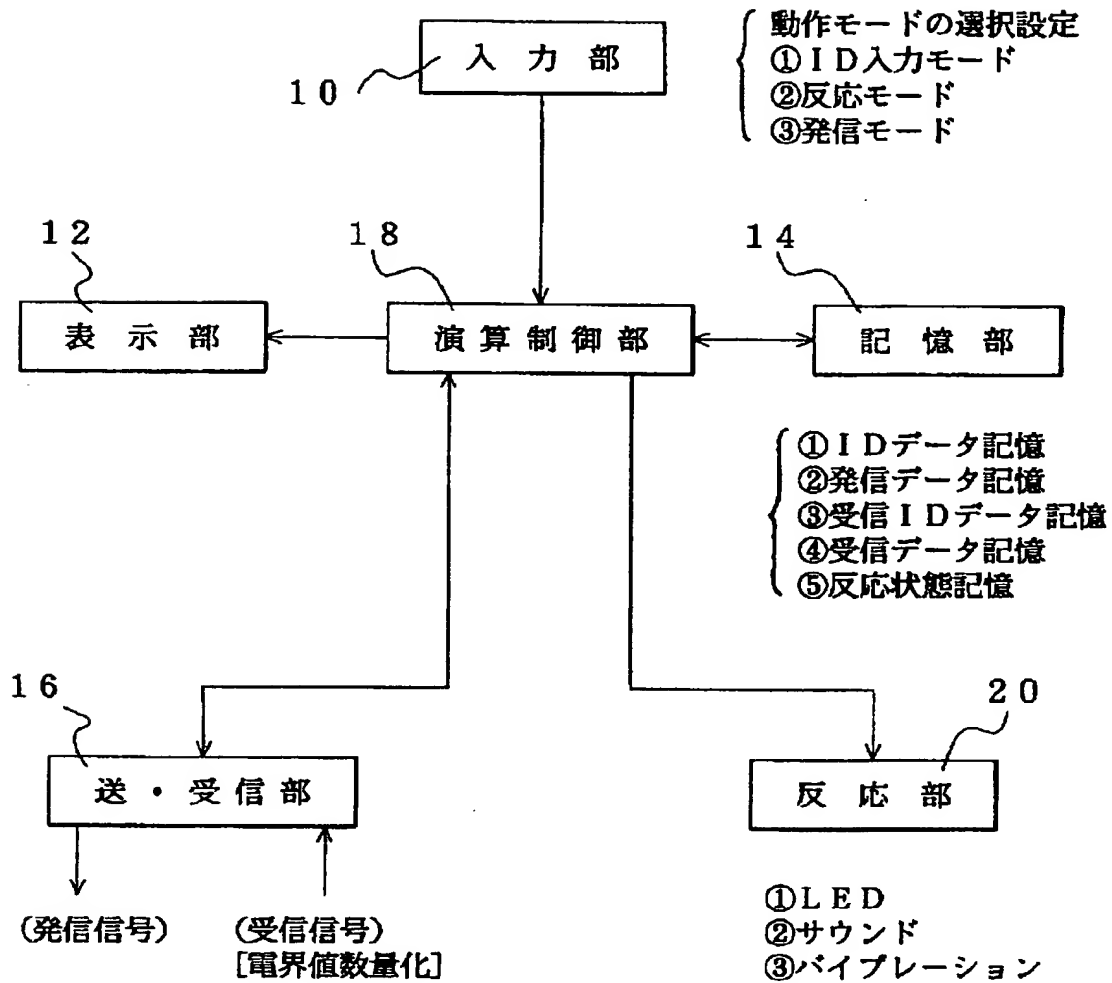 入力部
10
動作モードの選択設定
①ID入力モード
②反応モード
③発信モード
12
18
14
表示部
演算制御部
記憶部
①IDデータ記憶
②発信データ記憶
③受信IDデータ記憶
④受信データ記憶
⑤反応状態記憶
16
20
送・受信部
反応部
(発信信号)
(受信信号)
[電界値数量化]
①LED
②サウンド
③バイブレーション